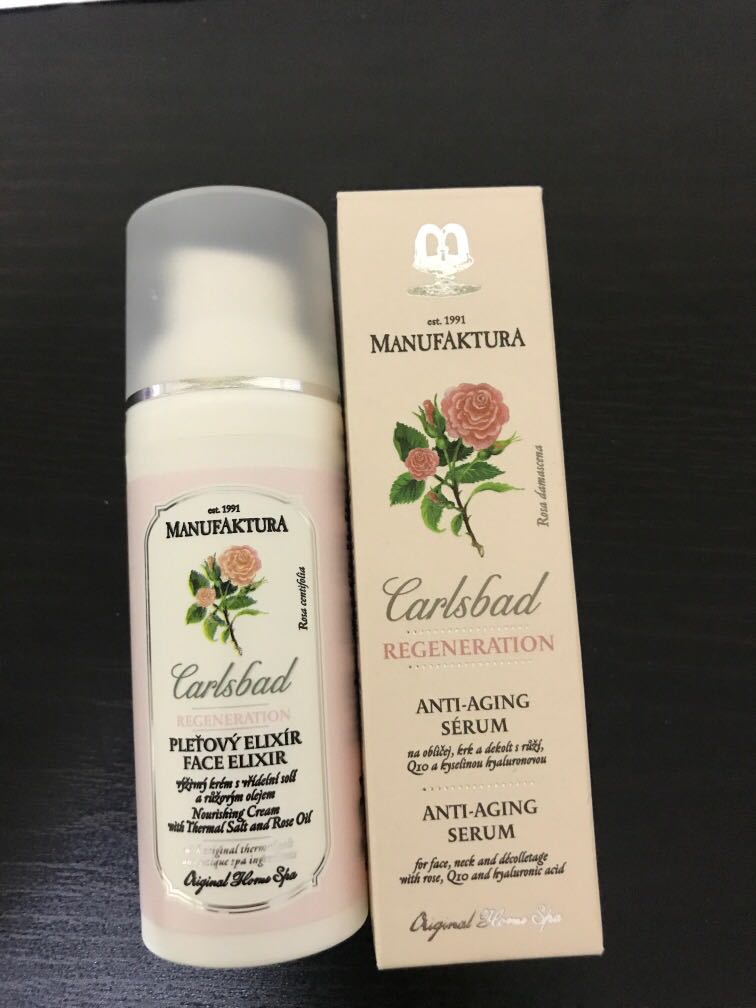 est. 1991
MANUFAKTURA
Rosa centifolia
Carlsbad
REGENERATION
PLEŤOVÝ ELIXÍR
FACE ELIXIR
výživný krém s vřídelní solí
a růžovým olejem
Nourishing Cream
with Thermal Salt and Rose Oil
original
spa
Original Home Spa
est. 1991
MANUFAKTURA
Rosa damascena
Carlsbad
REGENERATION
ANTI-AGING
SÉRUM
na obličej, krk a dekolt s růží,
Q10 a kyselinou hyaluronovou
ANTI-AGING
SERUM
for face, neck and décolletage
with rose, Q10 and hyaluronic acid
Original Home Spa